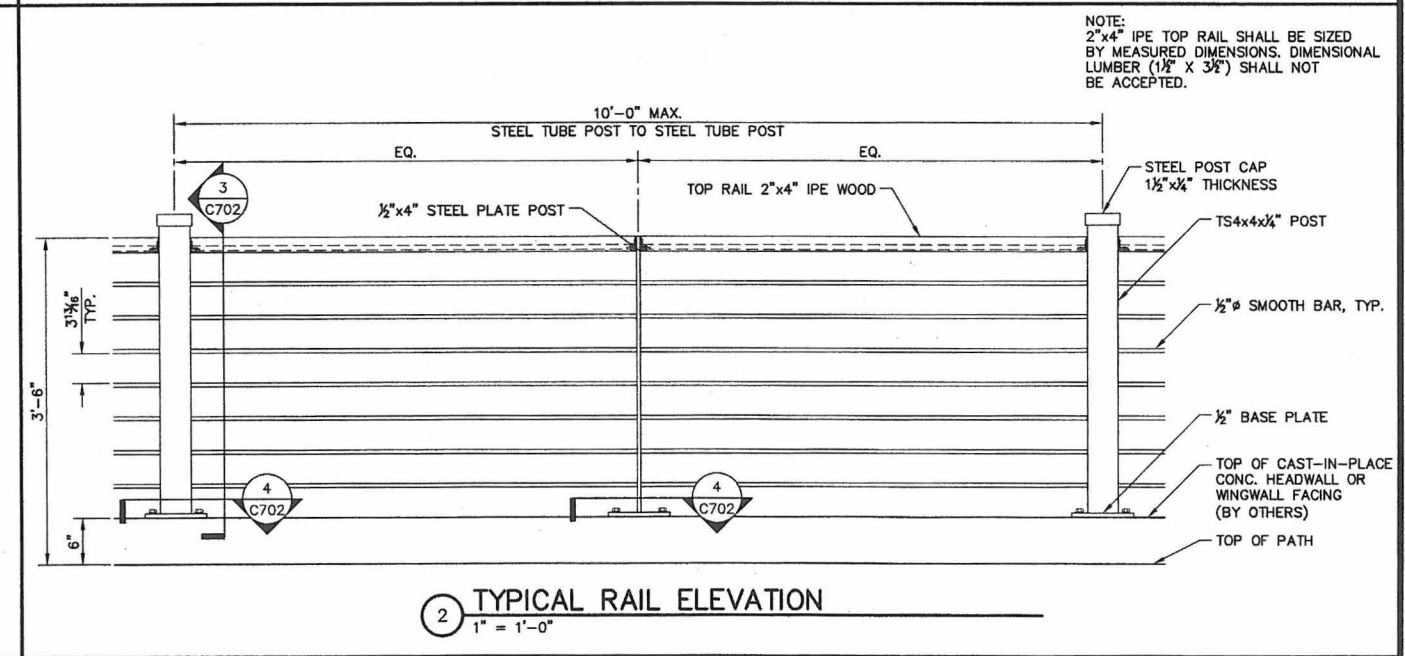 NOTE:
2"x4" IPE TOP RAIL SHALL BE SIZED
BY MEASURED DIMENSIONS. DIMENSIONAL
LUMBER (1½" X 3½") SHALL NOT
BE ACCEPTED.
10'-0" MAX.
STEEL TUBE POST TO STEEL TUBE POST
EQ.
EQ.
3
C702
½"x4" STEEL PLATE POST
TOP RAIL 2"x4" IPE WOOD
STEEL POST CAP
1½"x¼" THICKNESS
TS4x4x¼" POST
3¹³⁄₁₆"
TYP.
½"ø SMOOTH BAR, TYP.
3'-6"
½" BASE PLATE
4
C702
4
C702
TOP OF CAST-IN-PLACE
CONC. HEADWALL OR
WINGWALL FACING
(BY OTHERS)
6"
TOP OF PATH
2 TYPICAL RAIL ELEVATION
1" = 1'-0"